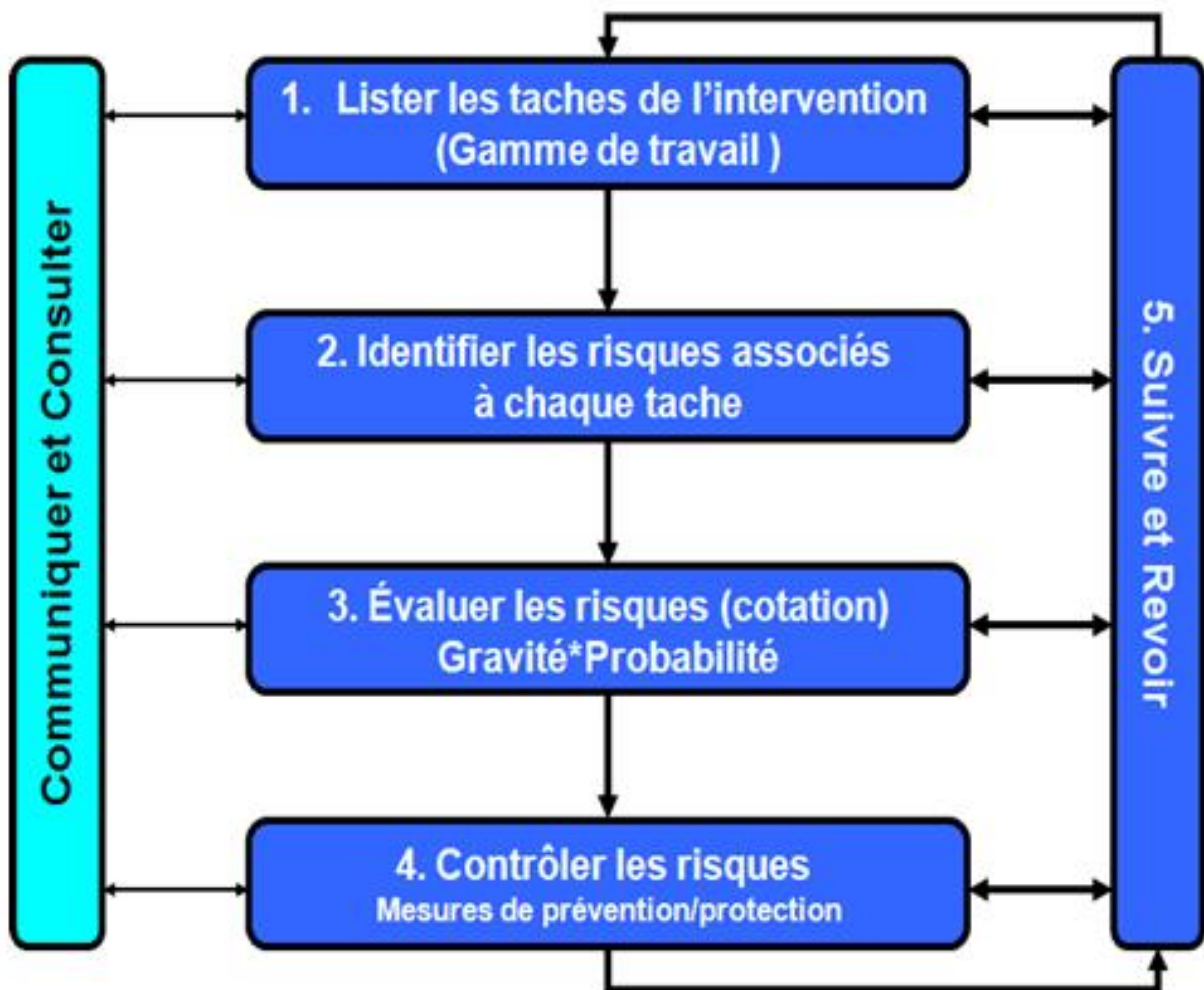 Communiquer et Consulter
1. Lister les taches de l'intervention
(Gamme de travail )
2. Identifier les risques associés
à chaque tache
3. Évaluer les risques (cotation)
Gravité*Probabilité
4. Contrôler les risques
Mesures de prévention/protection
5. Suivre et Revoir